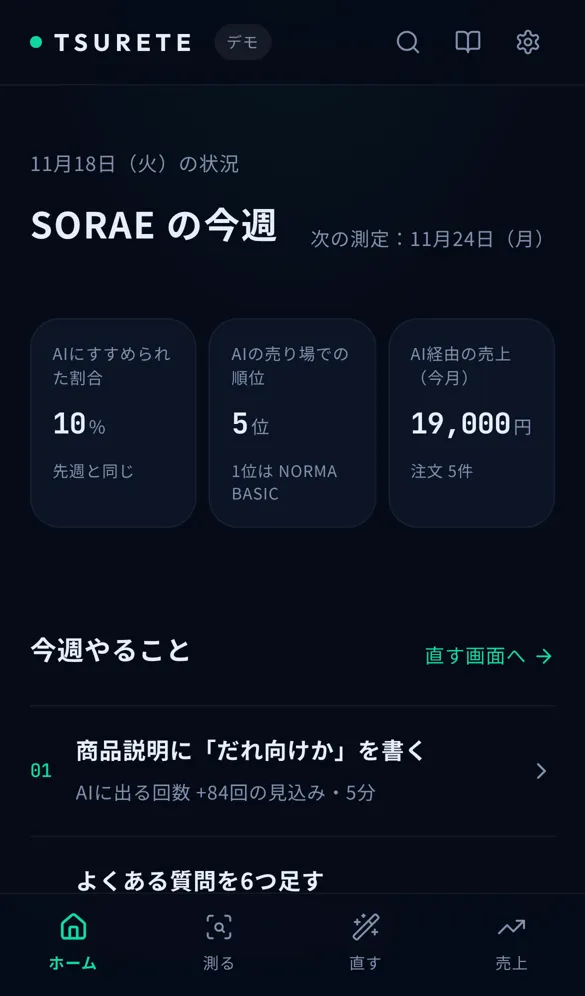 TSURETE デモ
11月18日（火）の状況
SORAE の今週
次の測定：11月24日（月）
AIにすすめられ
た割合
10%
先週と同じ
AIの売り場での
順位
5位
1位は NORMA
BASIC
AI経由の売上
（今月）
19,000円
注文 5件
今週やること
直す画面へ →
01
商品説明に「だれ向けか」を書く
AIに出る回数 +84回の見込み・5分
よくある質問を6つ足す
ホーム
測る
直す
売上